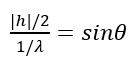 |h|/2 / 1/λ = sinθ